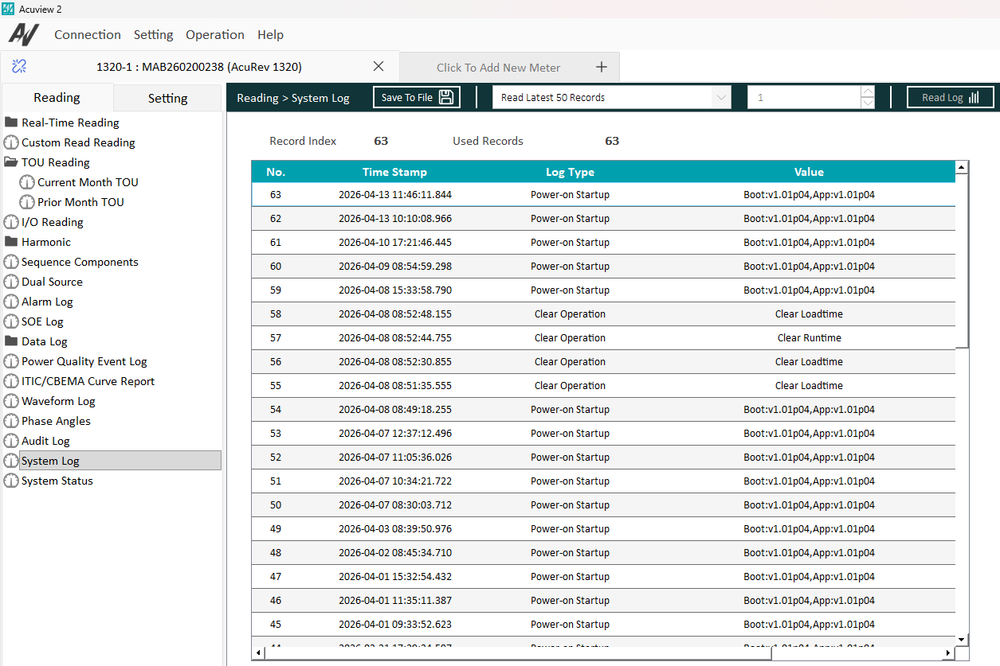 Acuview 2
Connection Setting Operation Help
1320-1 : MAB260200238 (AcuRev 1320) Click To Add New Meter
Reading Setting
Reading > System Log Save To File Read Latest 50 Records 1 Read Log
Real-Time Reading
Custom Read Reading
TOU Reading
Current Month TOU
Prior Month TOU
I/O Reading
Harmonic
Sequence Components
Dual Source
Alarm Log
SOE Log
Data Log
Power Quality Event Log
ITIC/CBEMA Curve Report
Waveform Log
Phase Angles
Audit Log
System Log
System Status
Record Index 63 Used Records 63
No. Time Stamp Log Type Value
63 2026-04-13 11:46:11.844 Power-on Startup Boot:v1.01p04,App:v1.01p04
62 2026-04-13 10:10:08.966 Power-on Startup Boot:v1.01p04,App:v1.01p04
61 2026-04-10 17:21:46.445 Power-on Startup Boot:v1.01p04,App:v1.01p04
60 2026-04-09 08:54:59.298 Power-on Startup Boot:v1.01p04,App:v1.01p04
59 2026-04-08 15:33:58.790 Power-on Startup Boot:v1.01p04,App:v1.01p04
58 2026-04-08 08:52:48.155 Clear Operation Clear Loadtime
57 2026-04-08 08:52:44.755 Clear Operation Clear Runtime
56 2026-04-08 08:52:30.855 Clear Operation Clear Loadtime
55 2026-04-08 08:51:35.555 Clear Operation Clear Loadtime
54 2026-04-08 08:49:18.255 Power-on Startup Boot:v1.01p04,App:v1.01p04
53 2026-04-07 12:37:12.496 Power-on Startup Boot:v1.01p04,App:v1.01p04
52 2026-04-07 11:05:36.026 Power-on Startup Boot:v1.01p04,App:v1.01p04
51 2026-04-07 10:34:21.722 Power-on Startup Boot:v1.01p04,App:v1.01p04
50 2026-04-07 08:30:03.712 Power-on Startup Boot:v1.01p04,App:v1.01p04
49 2026-04-03 08:39:50.976 Power-on Startup Boot:v1.01p04,App:v1.01p04
48 2026-04-02 08:45:34.710 Power-on Startup Boot:v1.01p04,App:v1.01p04
47 2026-04-01 15:32:54.432 Power-on Startup Boot:v1.01p04,App:v1.01p04
46 2026-04-01 11:35:11.387 Power-on Startup Boot:v1.01p04,App:v1.01p04
45 2026-04-01 09:33:52.623 Power-on Startup Boot:v1.01p04,App:v1.01p04